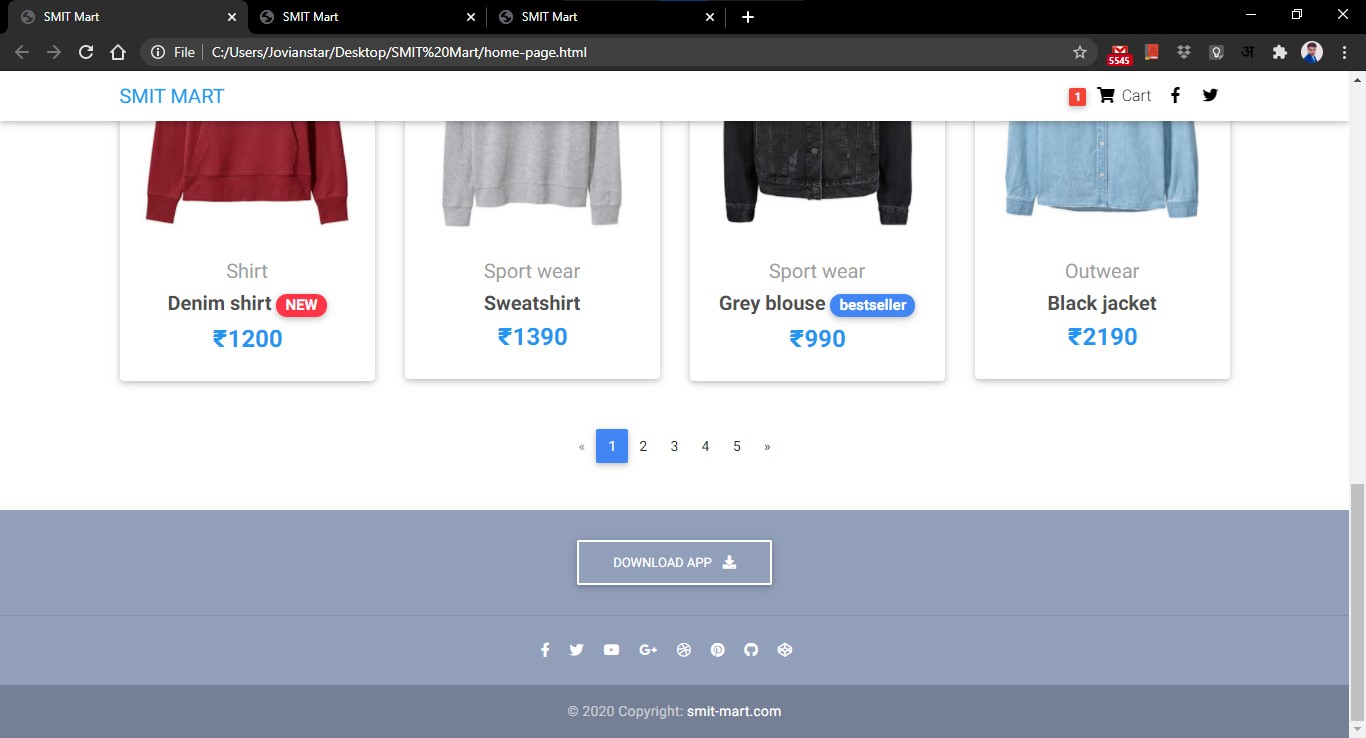 SMIT Mart
SMIT Mart
SMIT Mart
File C:/Users/Jovianstar/Desktop/SMIT%20Mart/home-page.html
5545
अ
SMIT MART
1 Cart
Shirt
Denim shirt NEW
₹1200
Sport wear
Sweatshirt
₹1390
Sport wear
Grey blouse bestseller
₹990
Outwear
Black jacket
₹2190
« 1 2 3 4 5 »
DOWNLOAD APP
© 2020 Copyright: smit-mart.com